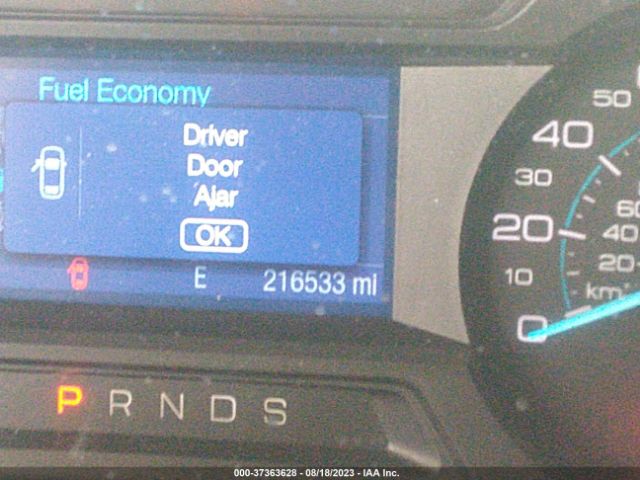 Fuel Economy
Driver
Door
Ajar
OK
E 216533 mi
P R N D S
50
40
30
20
10
0
60
40
20
km
000-37363628 - 08/18/2023 - IAA Inc.